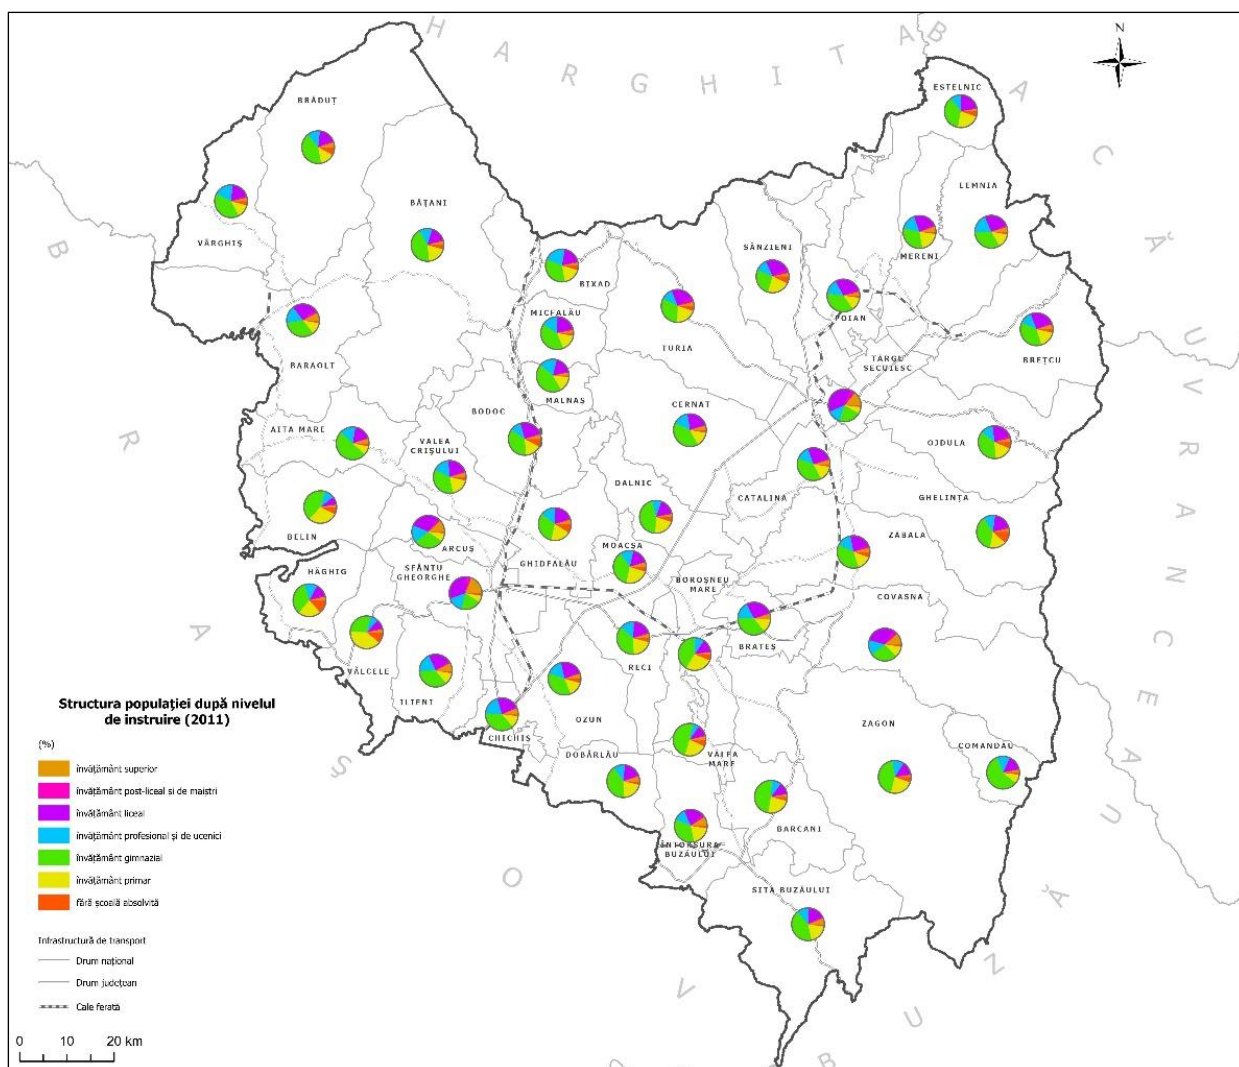 H A R G H I T A
B A C Ă U
N
ESTELNIC
BRĂDUȚ
LEMNIA
BĂȚANI
VÂRGHIȘ
SÂNZIENI
MERENI
BIXAD
MICFALĂU
POIAN
TURIA
BARAOLT
TÂRGU
SECUIESC
BREȚCU
MALNAȘ
CERNAT
BODOC
AITA MARE
VALEA
CRIȘULUI
OJDULA
DALNIC
CATALINA
GHELINȚA
BELIN
ARCUȘ
MOACȘA
ZĂBALA
GHIDFALĂU
SFÂNTU
GHEORGHE
HĂGHIG
BOROȘNEU
MARE
COVASNA
BRATEȘ
RECI
VÂLCELE
ILIENI
OZUN
CHICHIȘ
ZAGON
DOBÂRLĂU
VALEA
MARE
COMANDĂU
BARCANI
ÎNTORSURA
BUZĂULUI
SITA BUZĂULUI
B R A Ș O V
V R A N C E A
B U Z Ă U
Structura populației după nivelul
de instruire (2011)
(%)
învățământ superior
învățământ post-liceal și de maiștri
învățământ liceal
învățământ profesional și de ucenici
învățământ gimnazial
învățământ primar
fără școală absolvită
Infrastructură de transport
Drum național
Drum județean
Cale ferată
0 10 20 km